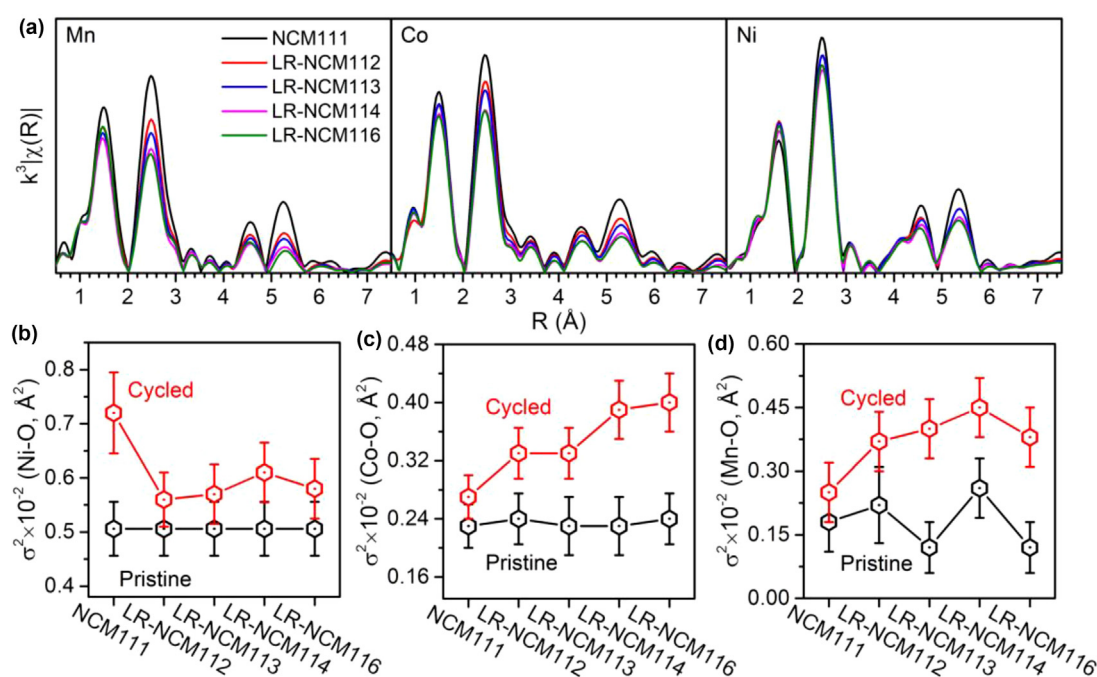 (a)
Mn
Co
Ni
NCM111
LR-NCM112
LR-NCM113
LR-NCM114
LR-NCM116
k³|χ(R)|
1 2 3 4 5 6 7 1 2 3 4 5 6 7 1 2 3 4 5 6 7
R (Å)
(b)
σ²×10⁻² (Ni-O, Å²)
0.8
0.7
0.6
0.5
0.4
Cycled
Pristine
NCM111
LR-NCM112
LR-NCM113
LR-NCM114
LR-NCM116
(c)
σ²×10⁻² (Co-O, Å²)
0.48
0.40
0.32
0.24
0.16
Cycled
Pristine
NCM111
LR-NCM112
LR-NCM113
LR-NCM114
LR-NCM116
(d)
σ²×10⁻² (Mn-O, Å²)
0.60
0.45
0.30
0.15
0.00
Cycled
Pristine
NCM111
LR-NCM112
LR-NCM113
LR-NCM114
LR-NCM116